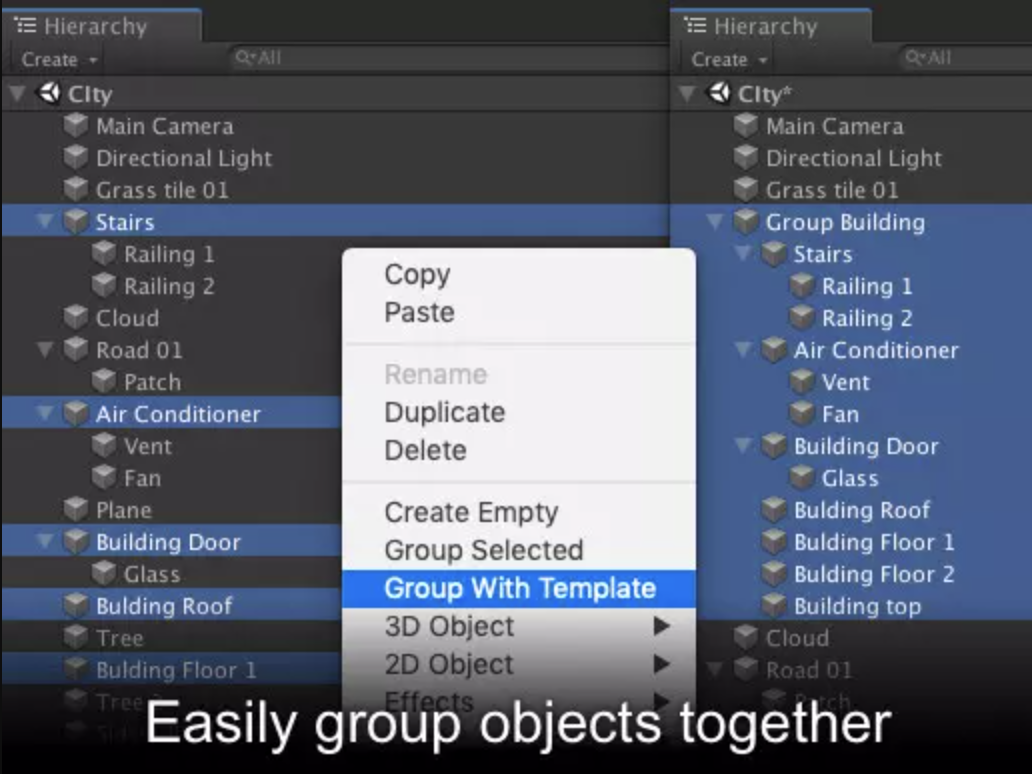 Hierarchy
Create
All
CIty
Main Camera
Directional Light
Grass tile 01
Stairs
Railing 1
Railing 2
Cloud
Road 01
Patch
Air Conditioner
Vent
Fan
Plane
Building Door
Glass
Bulding Roof
Tree
Bulding Floor 1
Tree
Copy
Paste
Rename
Duplicate
Delete
Create Empty
Group Selected
Group With Template
3D Object
2D Object
Effects
Hierarchy
Create
All
CIty*
Main Camera
Directional Light
Grass tile 01
Group Building
Stairs
Railing 1
Railing 2
Air Conditioner
Vent
Fan
Building Door
Glass
Bulding Roof
Bulding Floor 1
Bulding Floor 2
Building top
Cloud
Road 01
Patch
Easily group objects together